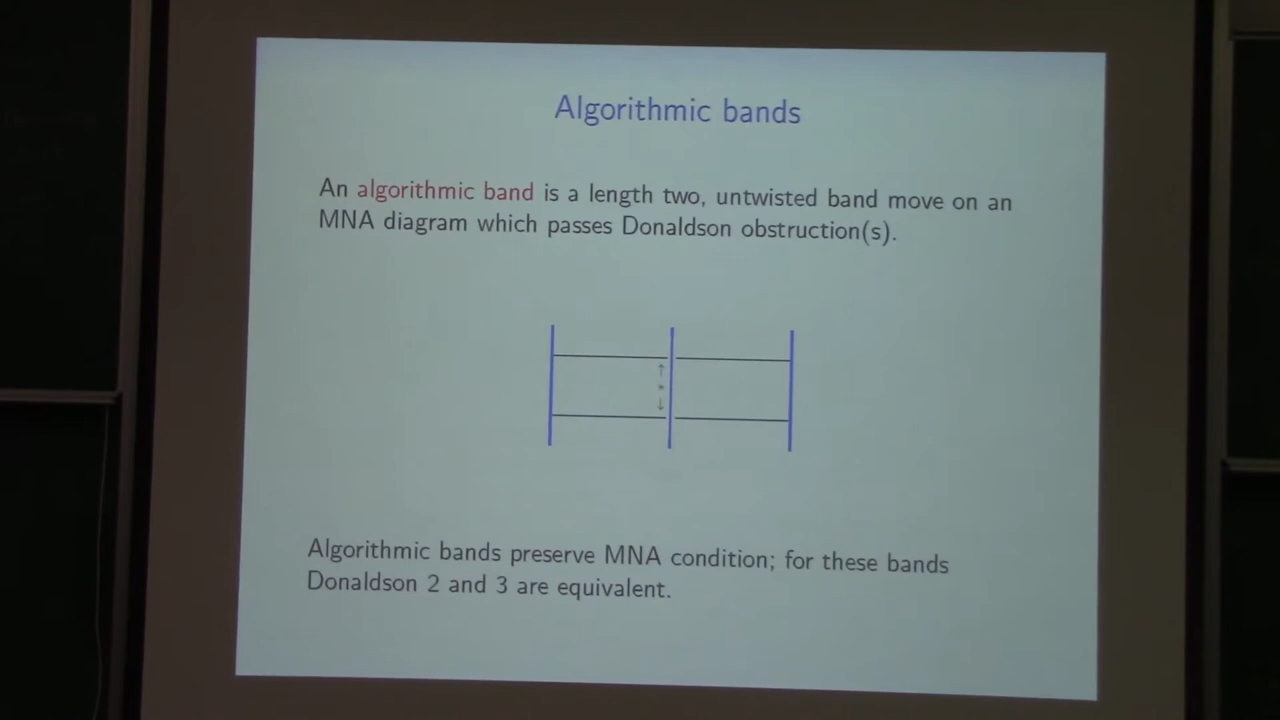 Algorithmic bands
An algorithmic band is a length two, untwisted band move on an
MNA diagram which passes Donaldson obstruction(s).
Algorithmic bands preserve MNA condition; for these bands
Donaldson 2 and 3 are equivalent.